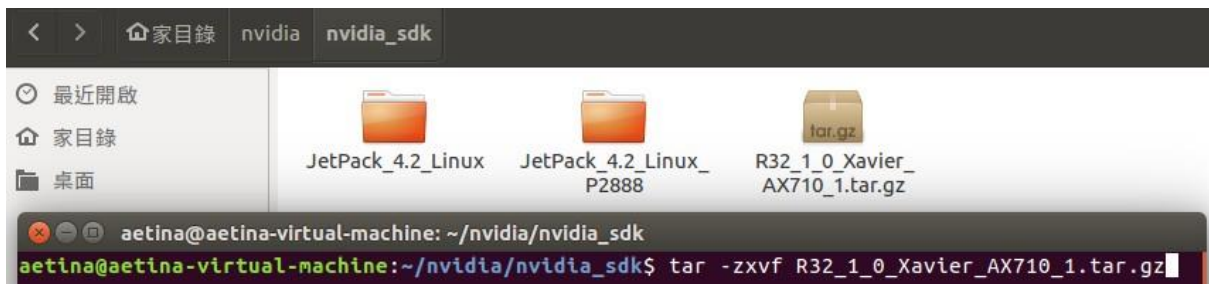 家目錄 nvidia nvidia_sdk
最近開啟
家目錄
桌面
JetPack_4.2_Linux
JetPack_4.2_Linux_
P2888
tar.gz
R32_1_0_Xavier_
AX710_1.tar.gz
aetina@aetina-virtual-machine: ~/nvidia/nvidia_sdk
aetina@aetina-virtual-machine:~/nvidia/nvidia_sdk$ tar -zxvf R32_1_0_Xavier_AX710_1.tar.gz